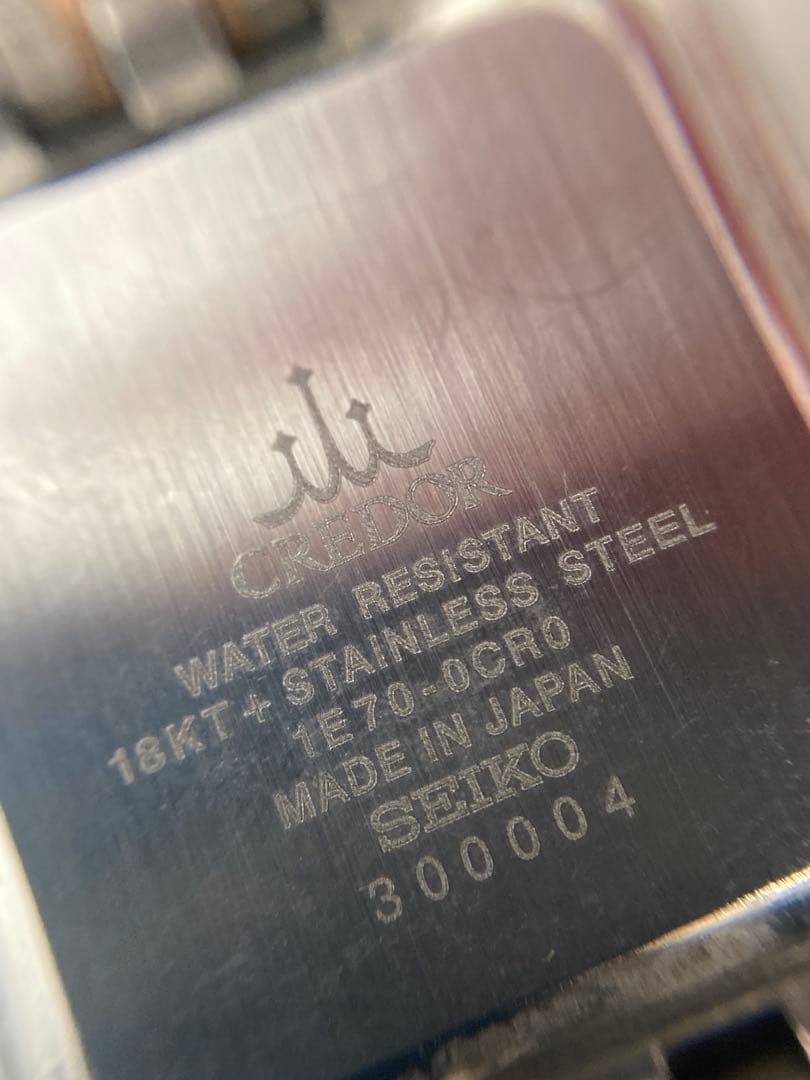 CREDOR
WATER RESISTANT
18KT + STAINLESS STEEL
1E70-0CR0
MADE IN JAPAN
SEIKO
300004